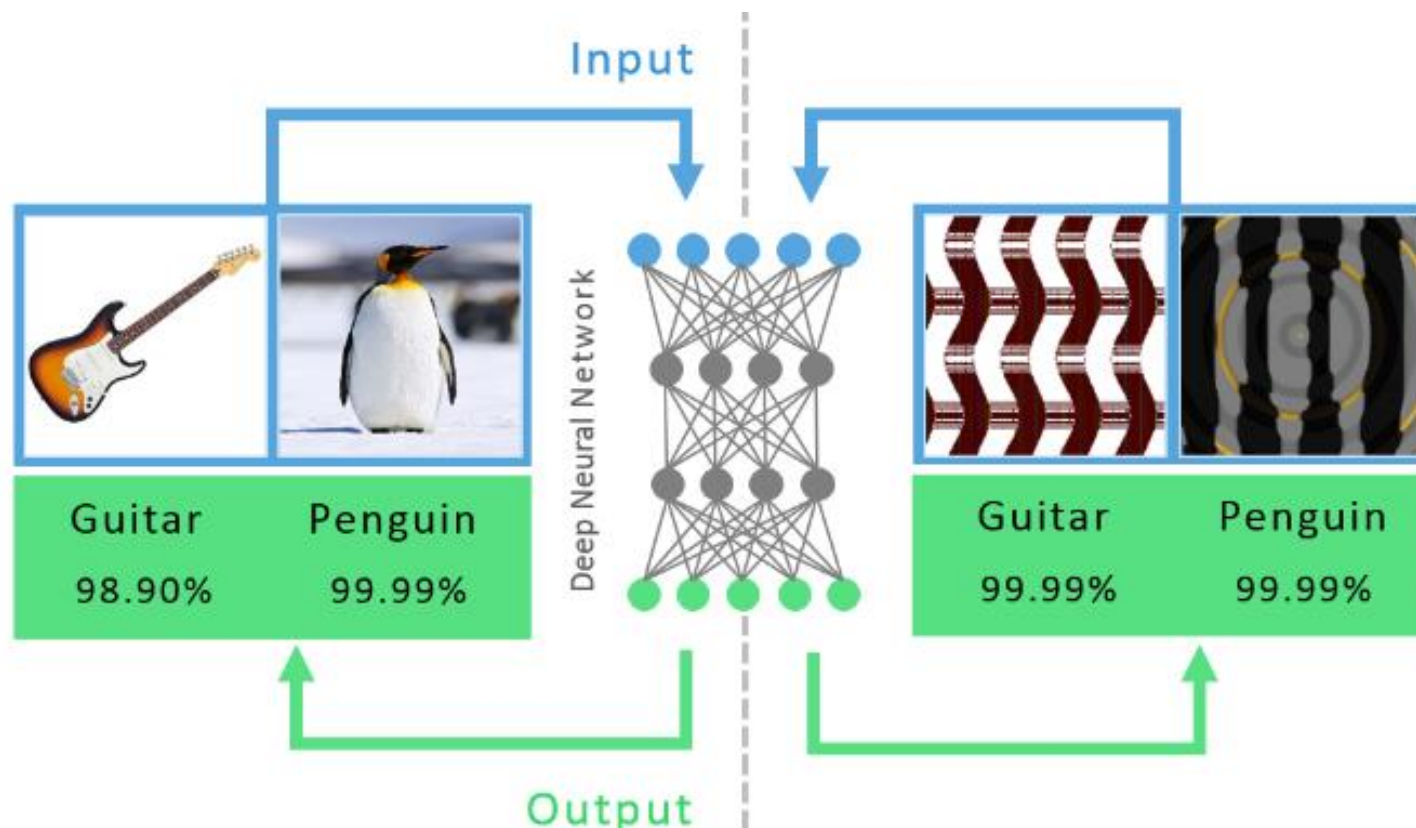 Input
Deep Neural Network
Guitar Penguin
98.90% 99.99%
Guitar Penguin
99.99% 99.99%
Output